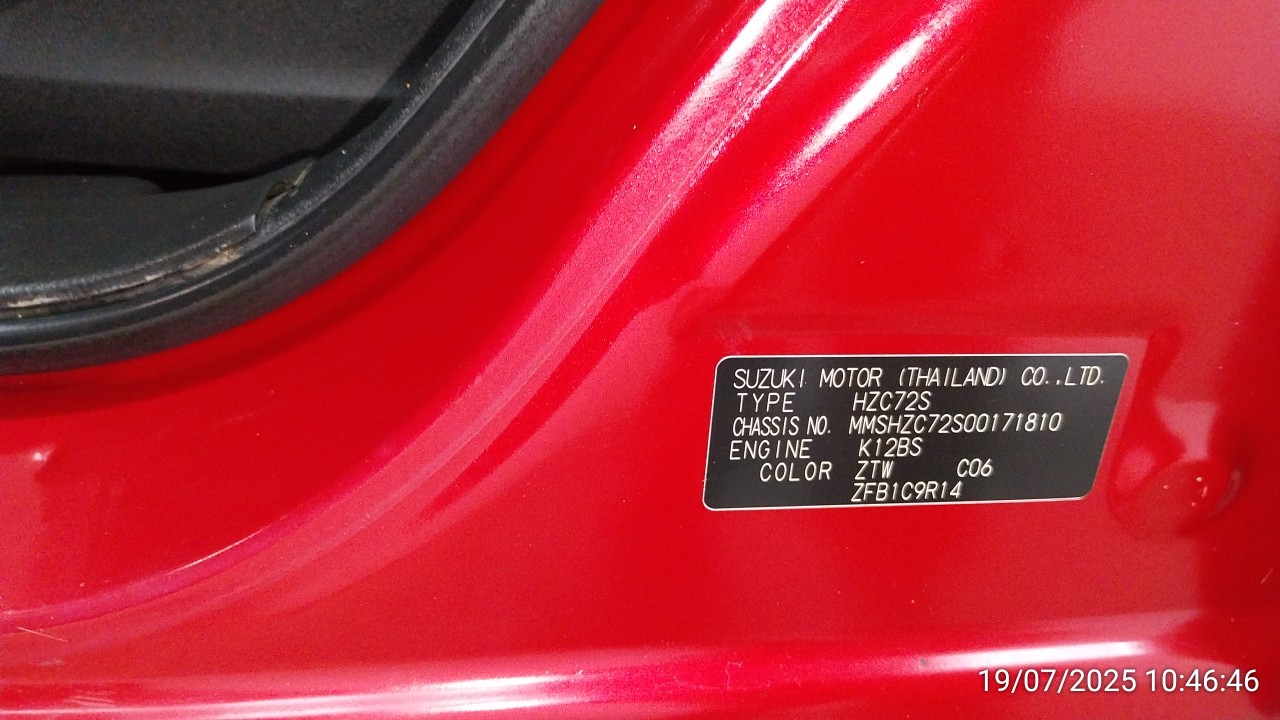 SUZUKI MOTOR (THAILAND) CO.,LTD.
TYPE HZC72S
CHASSIS NO. MMSHZC72S00171810
ENGINE K12BS
COLOR ZTW C06
ZFB1C9R14
19/07/2025 10:46:46